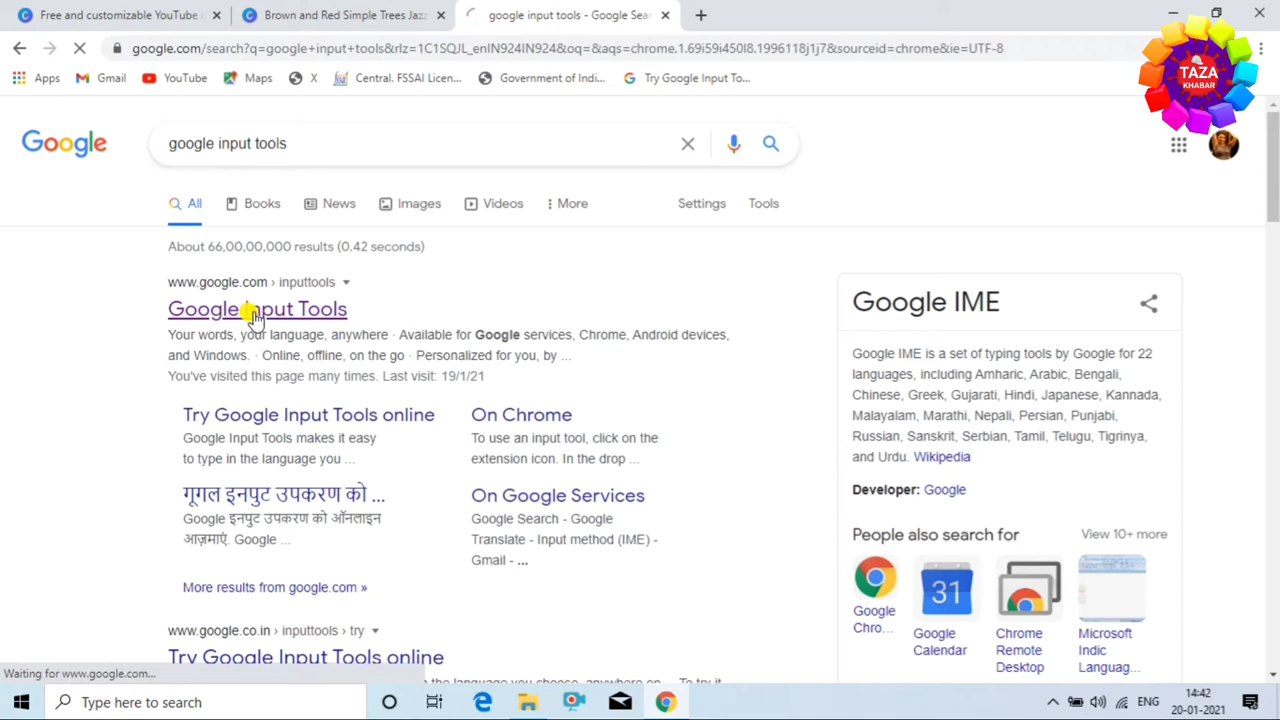 Free and customizable YouTube
Brown and Red Simple Trees Jazz
google input tools - Google Sea
google.com/search?q=google+input+tools&rlz=1C1SQJL_enIN924IN924&oq=&aqs=chrome.1.69i59i450l8.1996118j1j7&sourceid=chrome&ie=UTF-8
Apps
Gmail
YouTube
Maps
X
Central. FSSAI Licen...
Government of Indi...
Try Google Input To...
TAZA
KHABAR
Google
google input tools
All
Books
News
Images
Videos
More
Settings
Tools
About 66,00,00,000 results (0.42 seconds)
www.google.com › inputtools
Google Input Tools
Your words, your language, anywhere · Available for Google services, Chrome, Android devices,
and Windows. · Online, offline, on the go · Personalized for you, by ...
You've visited this page many times. Last visit: 19/1/21
Try Google Input Tools online
Google Input Tools makes it easy
to type in the language you ...
On Chrome
To use an input tool, click on the
extension icon. In the drop ...
गूगल इनपुट उपकरण को ...
Google इनपुट उपकरण को ऑनलाइन
आज़माएं. Google ...
On Google Services
Google Search - Google
Translate - Input method (IME) -
Gmail - ...
More results from google.com »
www.google.co.in › inputtools › try
Try Google Input Tools online
Google IME
Google IME is a set of typing tools by Google for 22
languages, including Amharic, Arabic, Bengali,
Chinese, Greek, Gujarati, Hindi, Japanese, Kannada,
Malayalam, Marathi, Nepali, Persian, Punjabi,
Russian, Sanskrit, Serbian, Tamil, Telugu, Tigrinya,
and Urdu. Wikipedia
Developer: Google
People also search for
View 10+ more
Google
Chro...
Google
Calendar
Chrome
Remote
Desktop
Microsoft
Indic
Languag...
Waiting for www.google.com...
Type here to search
ENG
14:42
20-01-2021